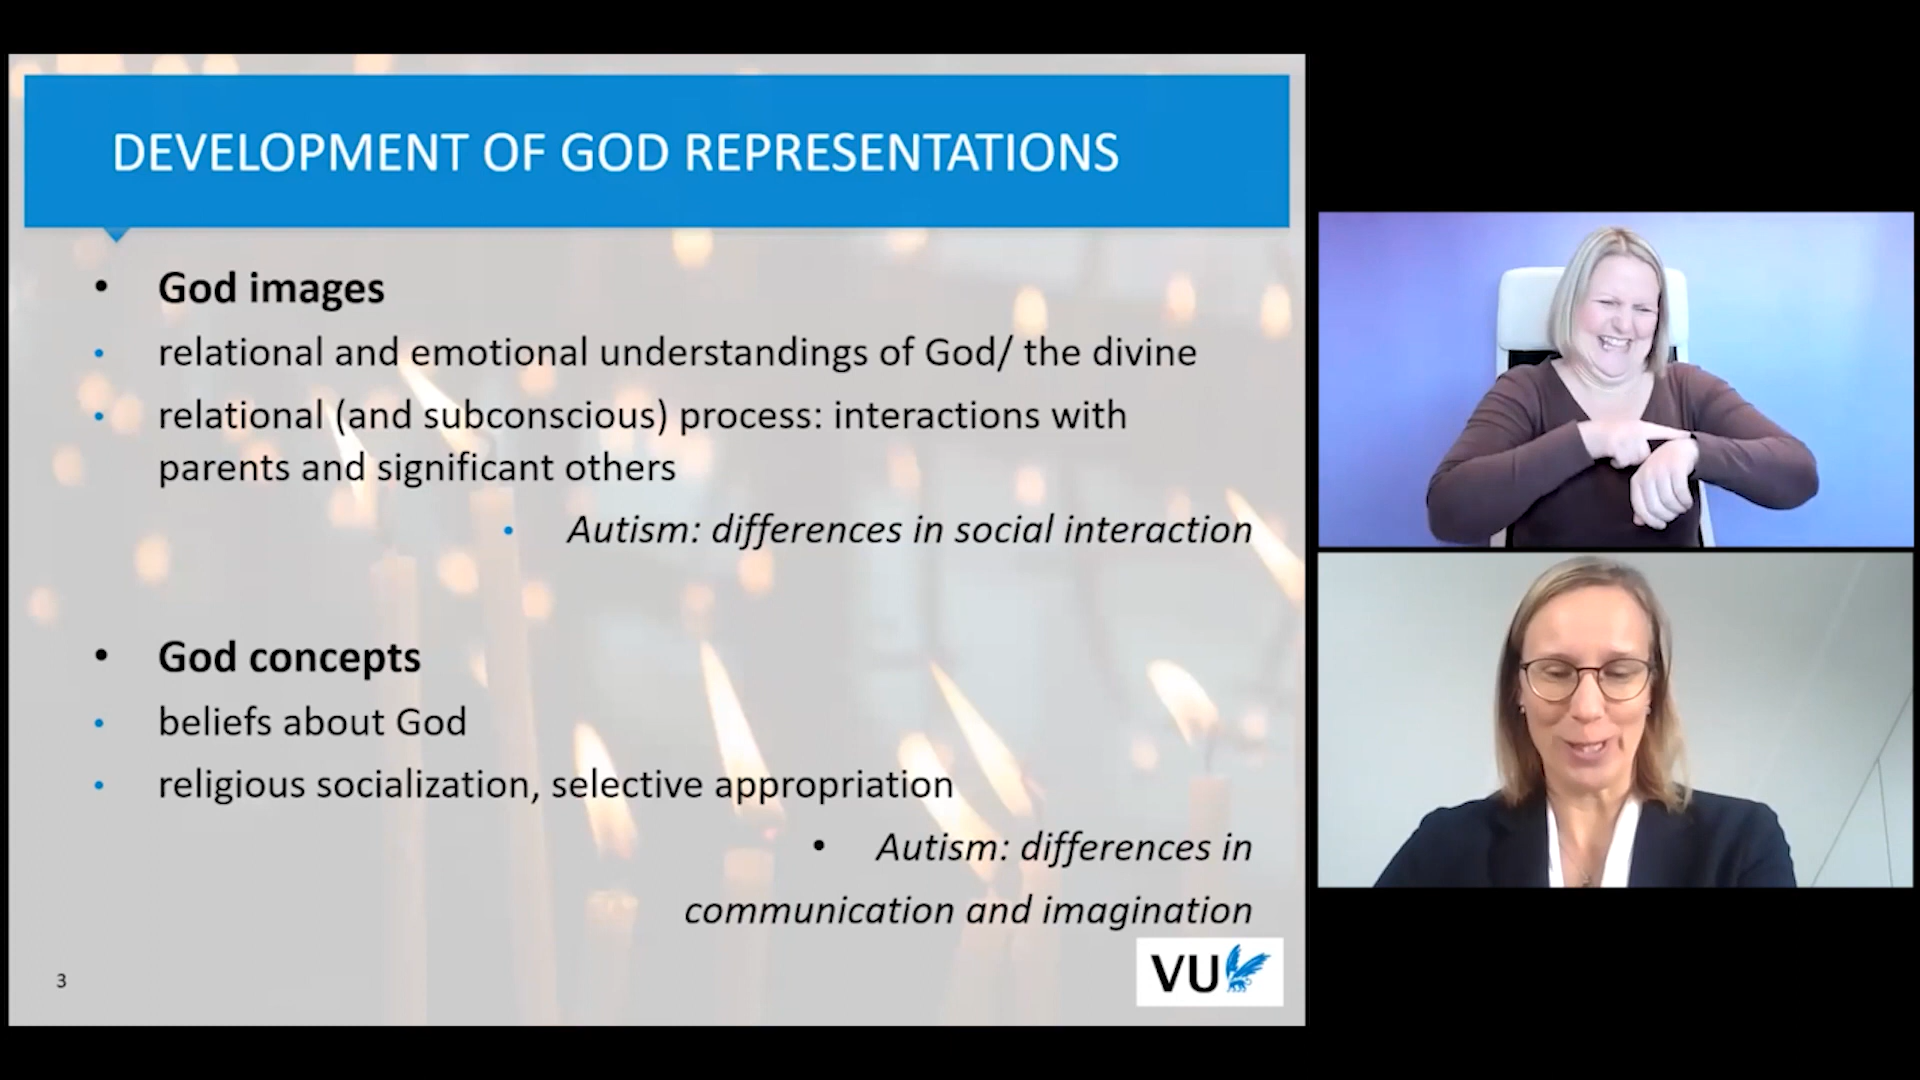 DEVELOPMENT OF GOD REPRESENTATIONS
• God images
• relational and emotional understandings of God/ the divine
• relational (and subconscious) process: interactions with
parents and significant others
• Autism: differences in social interaction
• God concepts
• beliefs about God
• religious socialization, selective appropriation
• Autism: differences in
communication and imagination
3
VU